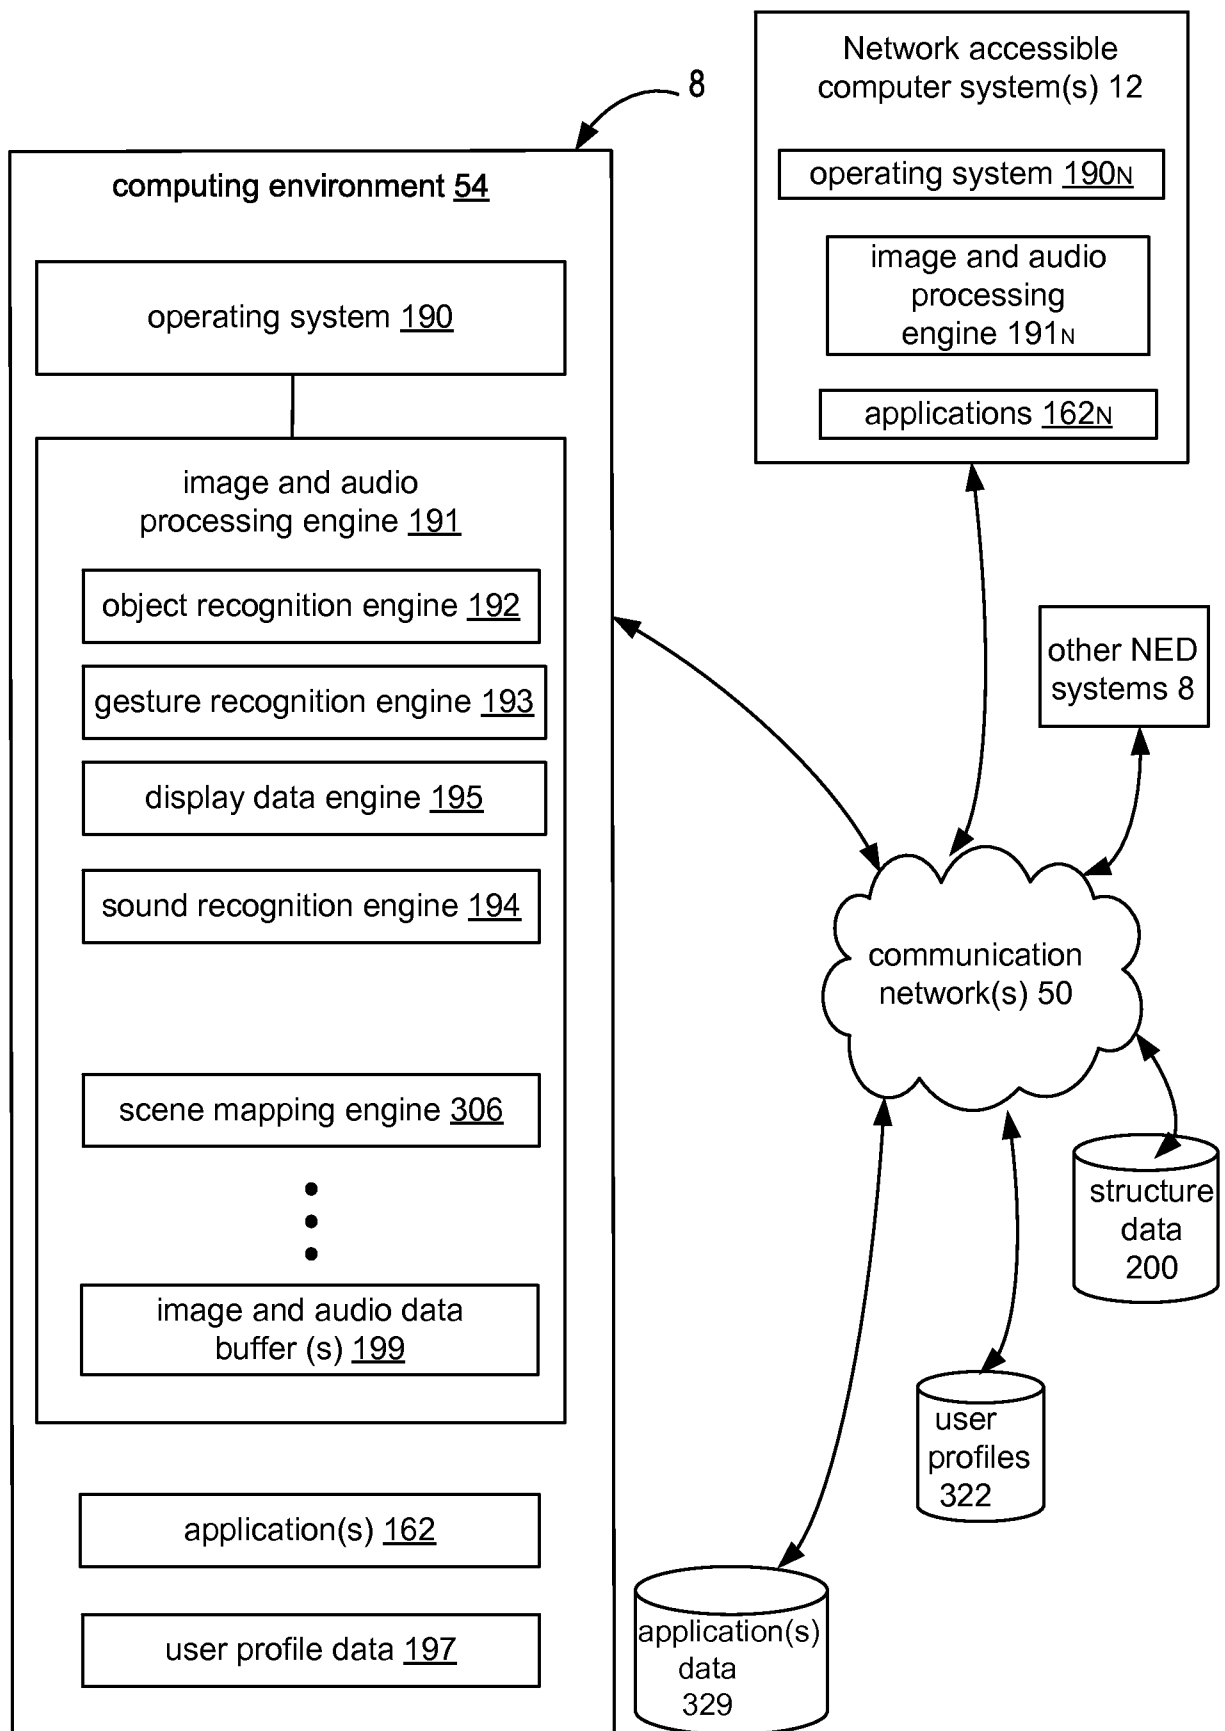 8
computing environment 54
operating system 190
image and audio
processing engine 191
object recognition engine 192
gesture recognition engine 193
display data engine 195
sound recognition engine 194
scene mapping engine 306
image and audio data
buffer (s) 199
application(s) 162
user profile data 197
Network accessible
computer system(s) 12
operating system 190N
image and audio
processing
engine 191N
applications 162N
other NED
systems 8
communication
network(s) 50
structure
data
200
user
profiles
322
application(s)
data
329